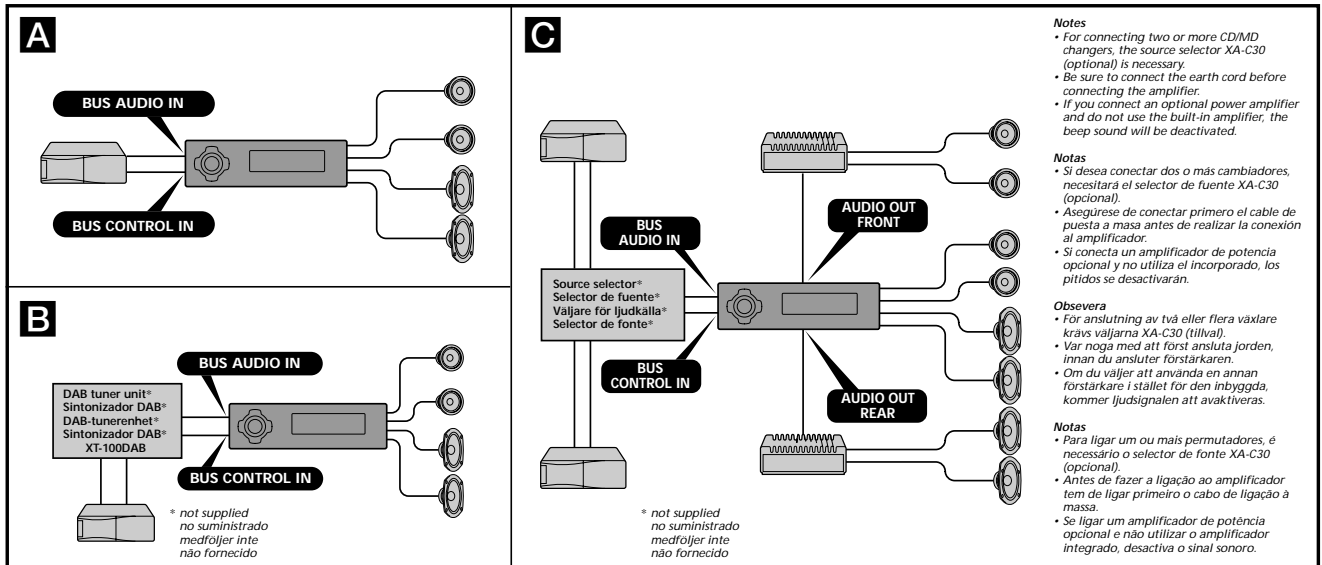 A
BUS AUDIO IN
BUS CONTROL IN
B
BUS AUDIO IN
DAB tuner unit*
Sintonizador DAB*
DAB-tunerenhet*
Sintonizador DAB*
XT-100DAB
BUS CONTROL IN
* not supplied
no suministrado
medföljer inte
não fornecido
C
BUS
AUDIO IN
AUDIO OUT
FRONT
Source selector*
Selector de fuente*
Väljare för ljudkälla*
Selector de fonte*
BUS
CONTROL IN
AUDIO OUT
REAR
* not supplied
no suministrado
medföljer inte
não fornecido
Notes
• For connecting two or more CD/MD
changers, the source selector XA-C30
(optional) is necessary.
• Be sure to connect the earth cord before
connecting the amplifier.
• If you connect an optional power amplifier
and do not use the built-in amplifier, the
beep sound will be deactivated.
Notas
• Si desea conectar dos o más cambiadores,
necesitará el selector de fuente XA-C30
(opcional).
• Asegúrese de conectar primero el cable de
puesta a masa antes de realizar la conexión
al amplificador.
• Si conecta un amplificador de potencia
opcional y no utiliza el incorporado, los
pitidos se desactivarán.
Obsevera
• För anslutning av två eller flera växlare
krävs väljarna XA-C30 (tillval).
• Var noga med att först ansluta jorden,
innan du ansluter förstärkaren.
• Om du väljer att använda en annan
förstärkare i stället för den inbyggda,
kommer ljudsignalen att avaktiveras.
Notas
• Para ligar um ou mais permutadores, é
necessário o selector de fonte XA-C30
(opcional).
• Antes de fazer a ligação ao amplificador
tem de ligar primeiro o cabo de ligação à
massa.
• Se ligar um amplificador de potência
opcional e não utilizar o amplificador
integrado, desactiva o sinal sonoro.